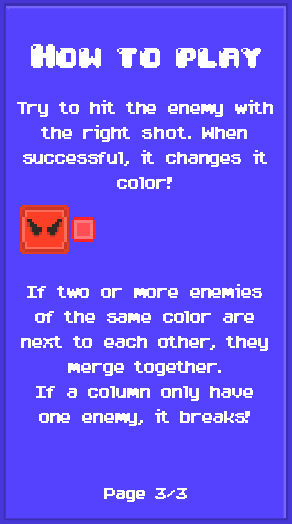 How to play
Try to hit the enemy with
the right shot. When
successful, it changes it
color!
If two or more enemies
of the same color are
next to each other, they
merge together.
If a column only have
one enemy, it breaks!
Page 3/3